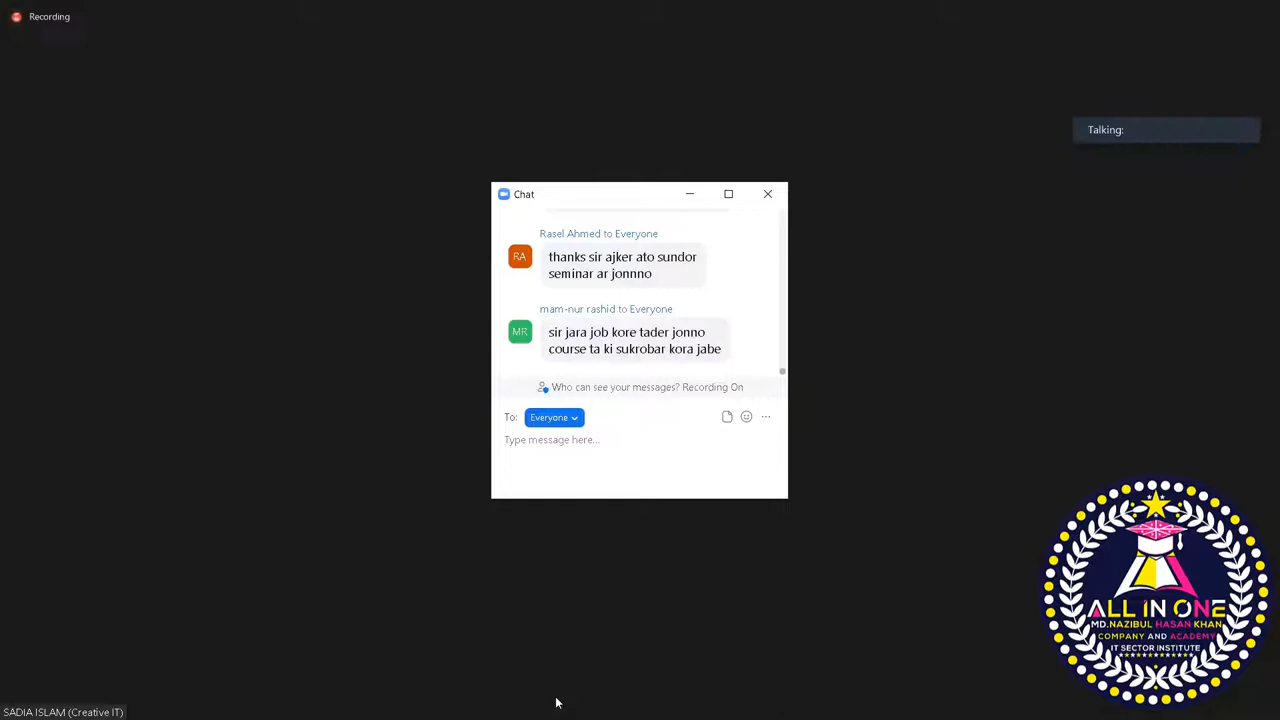 Recording
Talking:
Chat
Rasel Ahmed to Everyone
RA
thanks sir ajker ato sundor
seminar ar jonnno
mam-nur rashid to Everyone
MR
sir jara job kore tader jonno
course ta ki sukrobar kora jabe
Who can see your messages? Recording On
To: Everyone
Type message here...
ALL IN ONE
MD.NAZIBUL HASAN KHAN
COMPANY AND ACADEMY
IT SECTOR INSTITUTE
SADIA ISLAM (Creative IT)